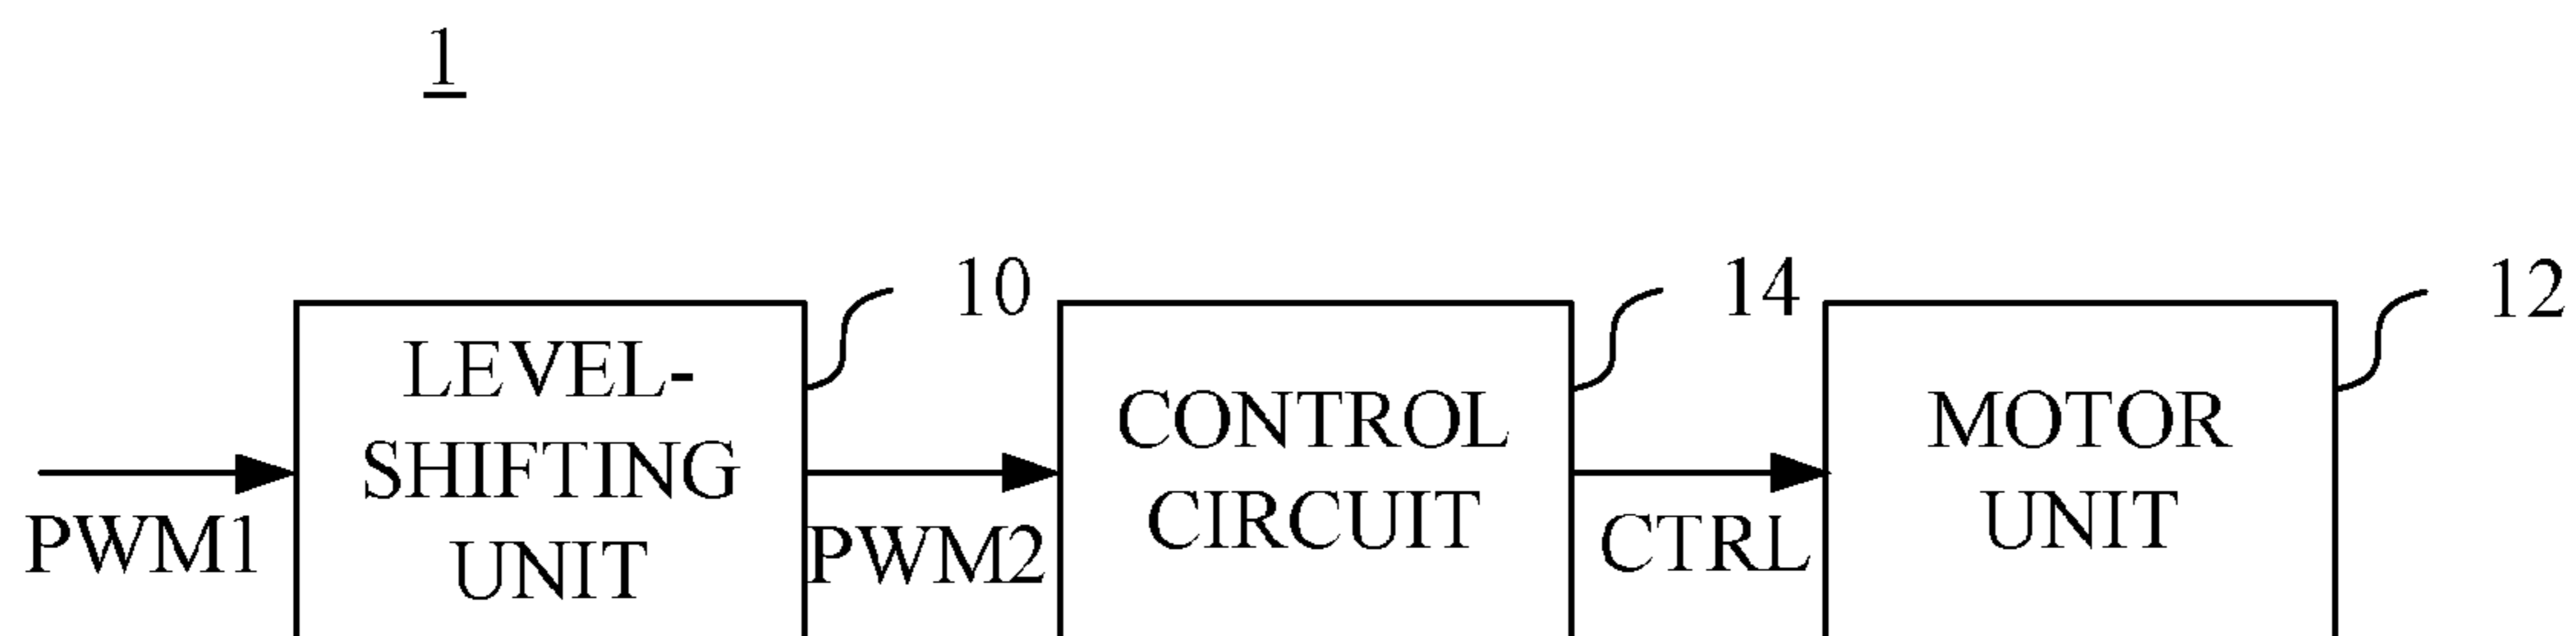 1
10
14
12
LEVEL-
SHIFTING
UNIT
CONTROL
CIRCUIT
MOTOR
UNIT
PWM1
PWM2
CTRL